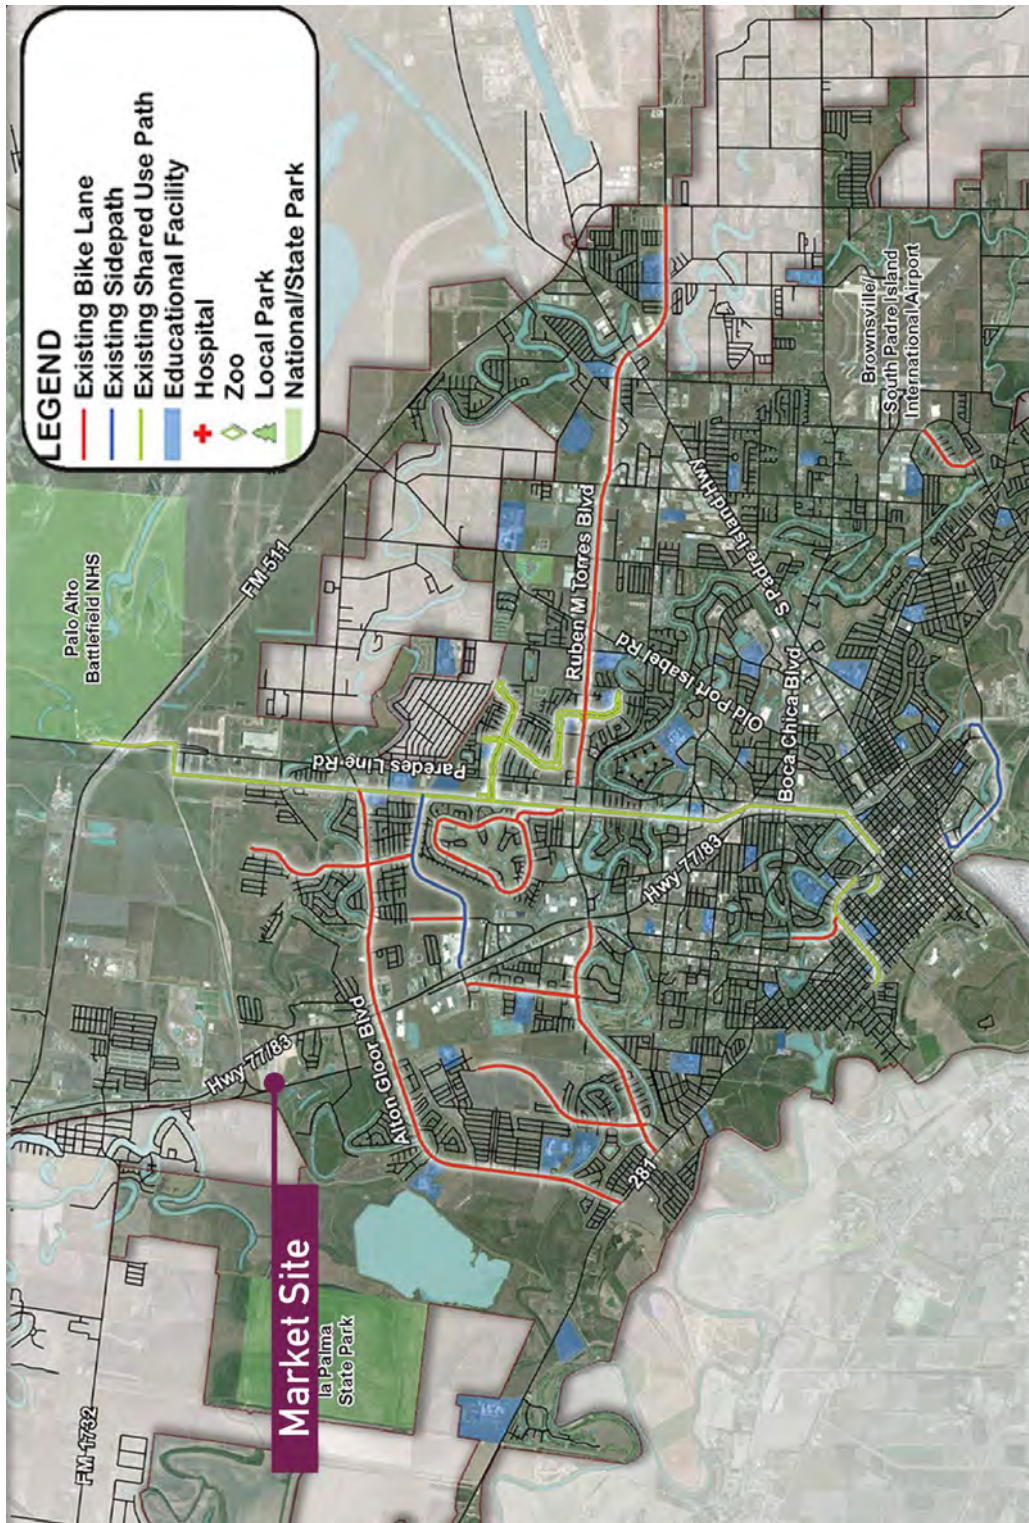 LEGEND
Existing Bike Lane
Existing Sidepath
Existing Shared Use Path
Educational Facility
Hospital
Zoo
Local Park
National/State Park
FM-1732
la Palma
State Park
Market Site
Hwy 77/83
Alton Gloor Blvd
281
Palo Alto
Battlefield NHS
FM-511
Paredes Line Rd
Ruben M Torres Blvd
Old Port Isabel Rd
S Padre Island Hwy
Boca Chica Blvd
Hwy 77/83
Brownsville/
South Padre Island
International Airport